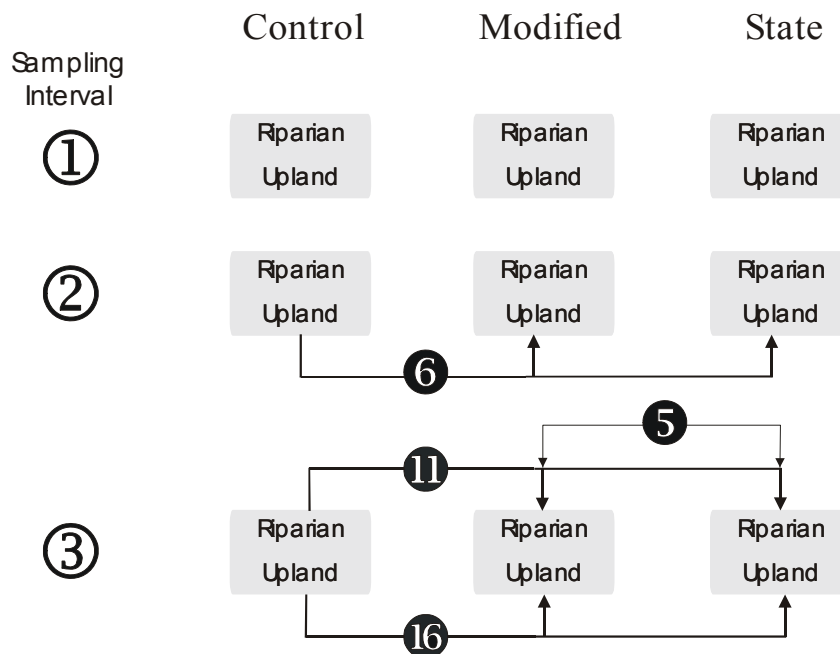 Control Modified State
Sampling
Interval
①
Riparian Riparian Riparian
Upland Upland Upland
②
Riparian Riparian Riparian
Upland Upland Upland
6
5
11
③
Riparian Riparian Riparian
Upland Upland Upland
16